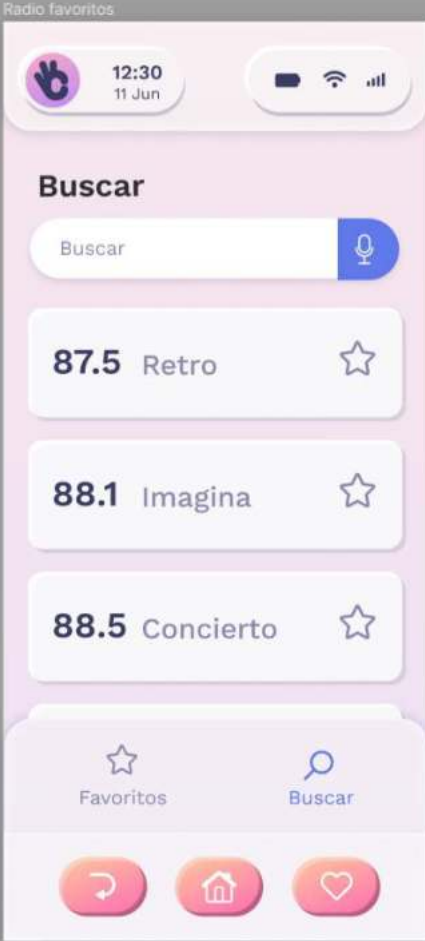 Radio favoritos
12:30
11 Jun
Buscar
Buscar
87.5 Retro
88.1 Imagina
88.5 Concierto
Favoritos
Buscar